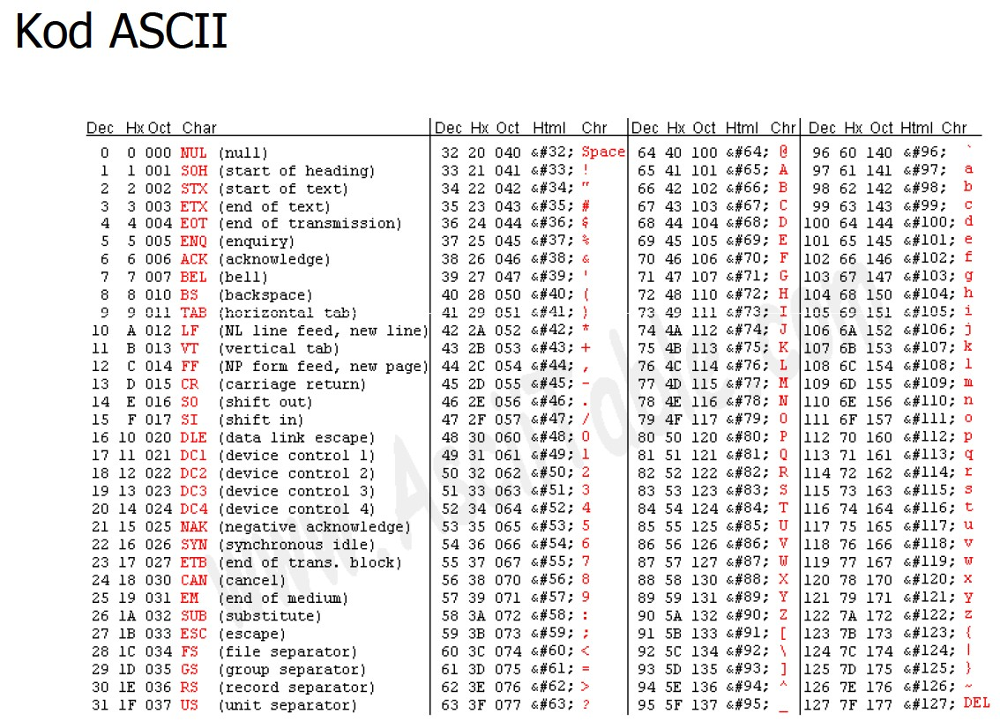 Kod ASCII
Dec Hx Oct Char Dec Hx Oct Html Chr Dec Hx Oct Html Chr Dec Hx Oct Html Chr
0 0 000 NUL (null) 32 20 040 &#32; Space 64 40 100 &#64; @ 96 60 140 &#96; `
1 1 001 SOH (start of heading) 33 21 041 &#33; ! 65 41 101 &#65; A 97 61 141 &#97; a
2 2 002 STX (start of text) 34 22 042 &#34; " 66 42 102 &#66; B 98 62 142 &#98; b
3 3 003 ETX (end of text) 35 23 043 &#35; # 67 43 103 &#67; C 99 63 143 &#99; c
4 4 004 EOT (end of transmission) 36 24 044 &#36; $ 68 44 104 &#68; D 100 64 144 &#100; d
5 5 005 ENQ (enquiry) 37 25 045 &#37; % 69 45 105 &#69; E 101 65 145 &#101; e
6 6 006 ACK (acknowledge) 38 26 046 &#38; & 70 46 106 &#70; F 102 66 146 &#102; f
7 7 007 BEL (bell) 39 27 047 &#39; ' 71 47 107 &#71; G 103 67 147 &#103; g
8 8 010 BS (backspace) 40 28 050 &#40; ( 72 48 110 &#72; H 104 68 150 &#104; h
9 9 011 TAB (horizontal tab) 41 29 051 &#41; ) 73 49 111 &#73; I 105 69 151 &#105; i
10 A 012 LF (NL line feed, new line) 42 2A 052 &#42; * 74 4A 112 &#74; J 106 6A 152 &#106; j
11 B 013 VT (vertical tab) 43 2B 053 &#43; + 75 4B 113 &#75; K 107 6B 153 &#107; k
12 C 014 FF (NP form feed, new page) 44 2C 054 &#44; , 76 4C 114 &#76; L 108 6C 154 &#108; l
13 D 015 CR (carriage return) 45 2D 055 &#45; - 77 4D 115 &#77; M 109 6D 155 &#109; m
14 E 016 SO (shift out) 46 2E 056 &#46; . 78 4E 116 &#78; N 110 6E 156 &#110; n
15 F 017 SI (shift in) 47 2F 057 &#47; / 79 4F 117 &#79; O 111 6F 157 &#111; o
16 10 020 DLE (data link escape) 48 30 060 &#48; 0 80 50 120 &#80; P 112 70 160 &#112; p
17 11 021 DC1 (device control 1) 49 31 061 &#49; 1 81 51 121 &#81; Q 113 71 161 &#113; q
18 12 022 DC2 (device control 2) 50 32 062 &#50; 2 82 52 122 &#82; R 114 72 162 &#114; r
19 13 023 DC3 (device control 3) 51 33 063 &#51; 3 83 53 123 &#83; S 115 73 163 &#115; s
20 14 024 DC4 (device control 4) 52 34 064 &#52; 4 84 54 124 &#84; T 116 74 164 &#116; t
21 15 025 NAK (negative acknowledge) 53 35 065 &#53; 5 85 55 125 &#85; U 117 75 165 &#117; u
22 16 026 SYN (synchronous idle) 54 36 066 &#54; 6 86 56 126 &#86; V 118 76 166 &#118; v
23 17 027 ETB (end of trans. block) 55 37 067 &#55; 7 87 57 127 &#87; W 119 77 167 &#119; w
24 18 030 CAN (cancel) 56 38 070 &#56; 8 88 58 130 &#88; X 120 78 170 &#120; x
25 19 031 EM (end of medium) 57 39 071 &#57; 9 89 59 131 &#89; Y 121 79 171 &#121; y
26 1A 032 SUB (substitute) 58 3A 072 &#58; : 90 5A 132 &#90; Z 122 7A 172 &#122; z
27 1B 033 ESC (escape) 59 3B 073 &#59; ; 91 5B 133 &#91; [ 123 7B 173 &#123; {
28 1C 034 FS (file separator) 60 3C 074 &#60; < 92 5C 134 &#92; \ 124 7C 174 &#124; |
29 1D 035 GS (group separator) 61 3D 075 &#61; = 93 5D 135 &#93; ] 125 7D 175 &#125; }
30 1E 036 RS (record separator) 62 3E 076 &#62; > 94 5E 136 &#94; ^ 126 7E 176 &#126; ~
31 1F 037 US (unit separator) 63 3F 077 &#63; ? 95 5F 137 &#95; _ 127 7F 177 &#127; DEL
www.AsciiTable.com